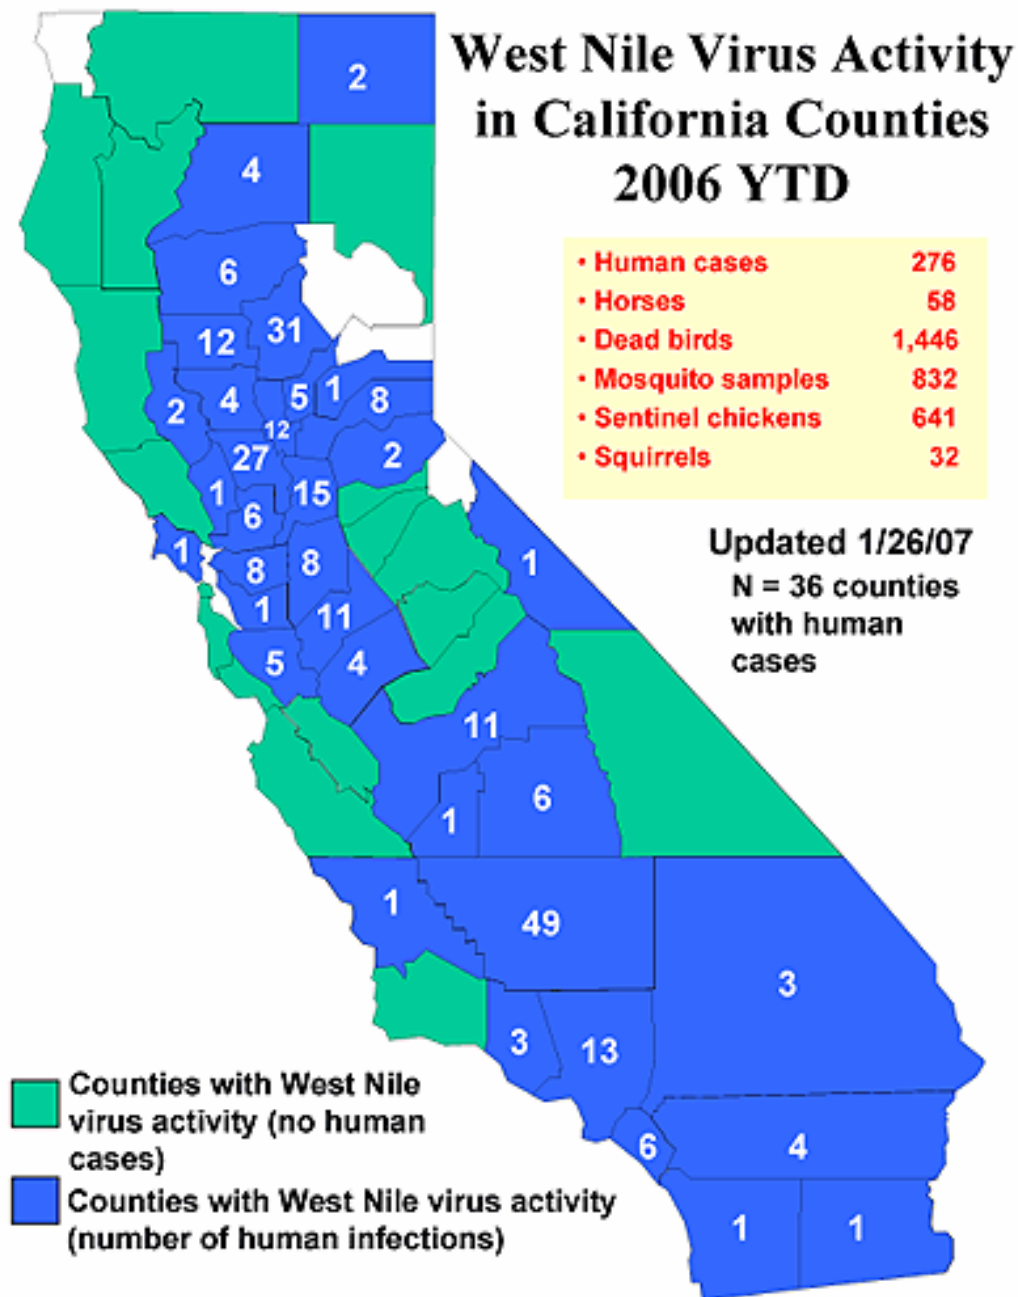 West Nile Virus Activity
in California Counties
2006 YTD
• Human cases 276
• Horses 58
• Dead birds 1,446
• Mosquito samples 832
• Sentinel chickens 641
• Squirrels 32
Updated 1/26/07
N = 36 counties
with human
cases
2
4
6
12
31
2
4
5
1
8
12
27
2
1
6
15
1
8
8
1
1
11
5
4
11
1
6
1
49
3
3
13
6
4
1
1
Counties with West Nile
virus activity (no human
cases)
Counties with West Nile virus activity
(number of human infections)